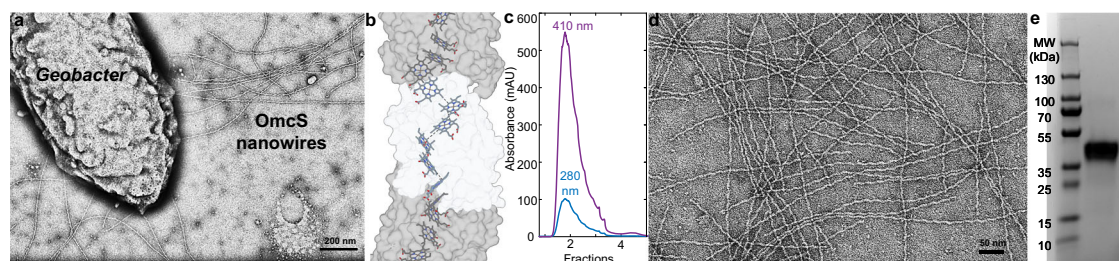 a
Geobacter
OmcS
nanowires
200 nm
b
c
600
500
400
300
200
100
0
Absorbance (mAU)
410 nm
280
nm
2
4
Fractions
d
50 nm
e
MW
(kDa)
130
100
70
55
35
25
15
10